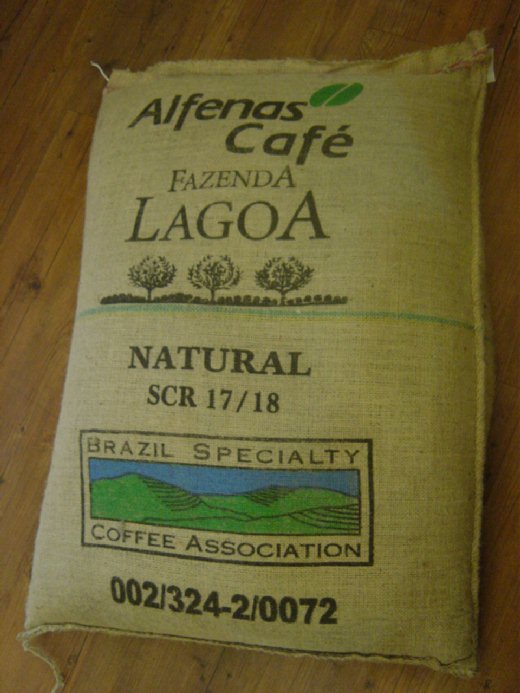 Alfenas
Café
FAZENDA
LAGOA
NATURAL
SCR 17/18
BRAZIL SPECIALTY
COFFEE ASSOCIATION
002/324-2/0072